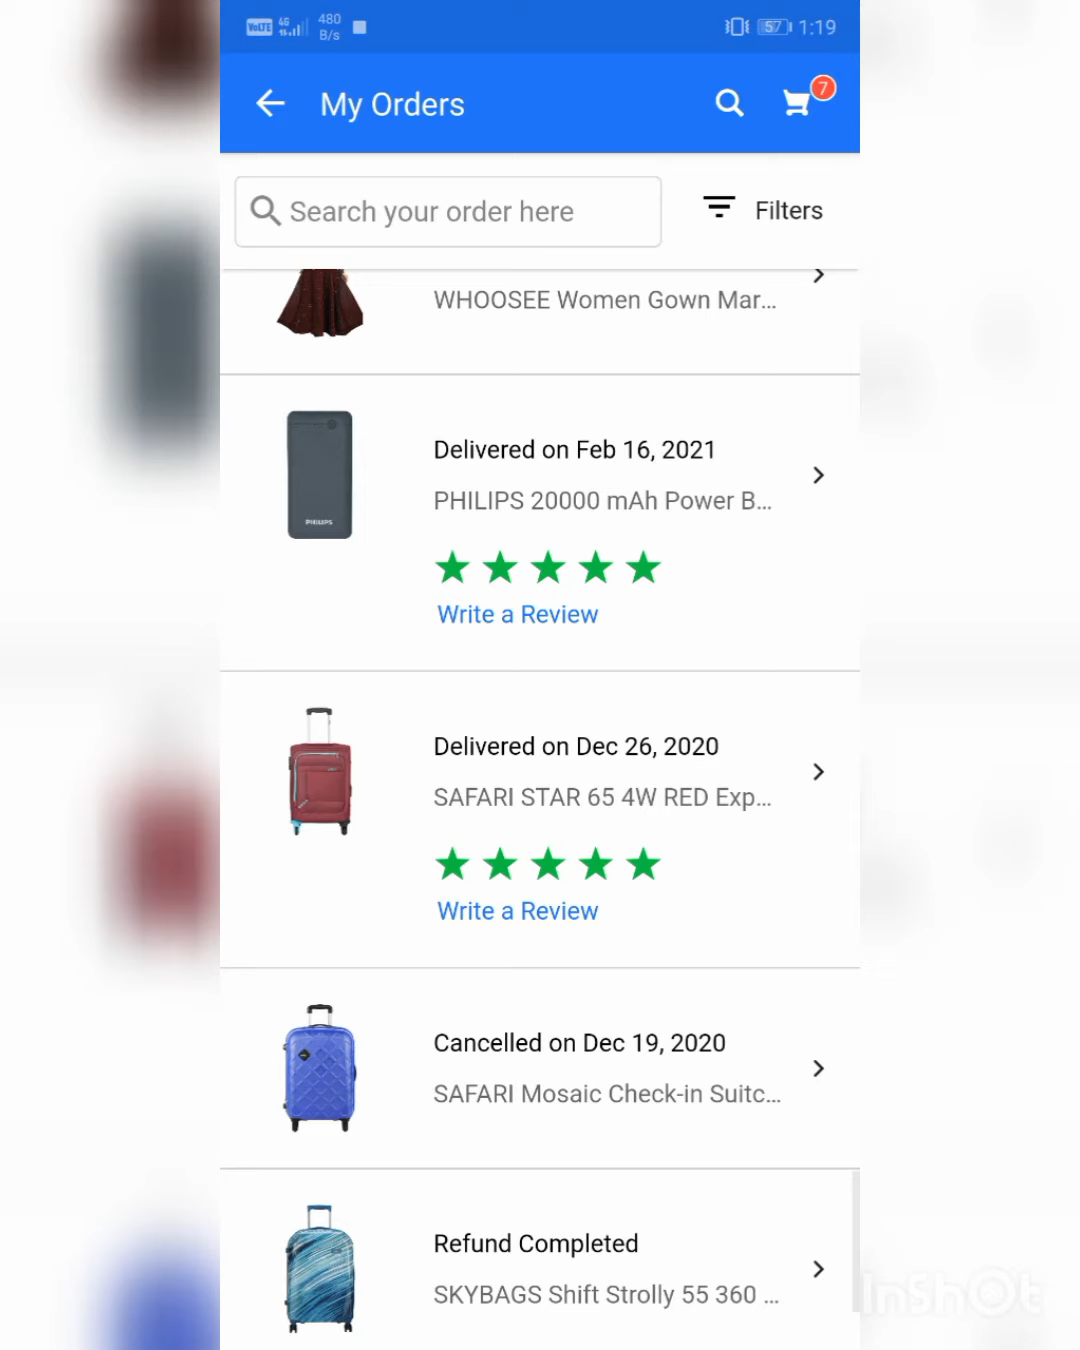 VoLTE 4G 480 B/s 57 1:19
My Orders 7
Search your order here Filters
WHOOSEE Women Gown Mar...
Delivered on Feb 16, 2021
PHILIPS 20000 mAh Power B...
PHILIPS
Write a Review
Delivered on Dec 26, 2020
SAFARI STAR 65 4W RED Exp...
Write a Review
Cancelled on Dec 19, 2020
SAFARI Mosaic Check-in Suitc...
Refund Completed
SKYBAGS Shift Strolly 55 360 ...
InShOt